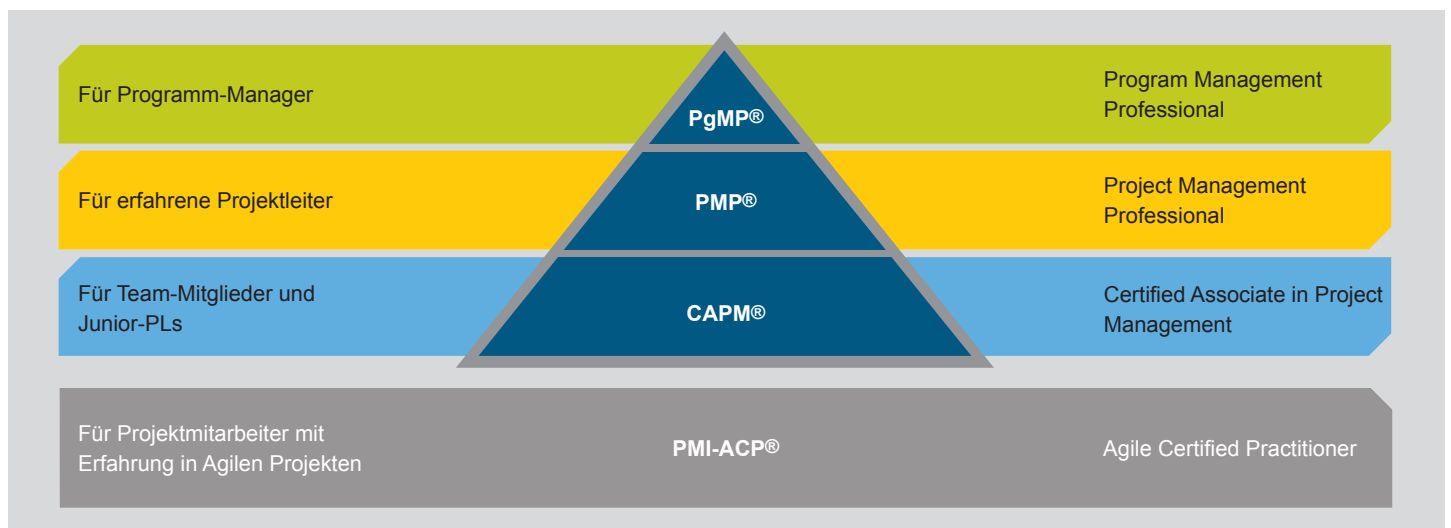 Für Programm-Manager
PgMP®
Program Management
Professional
Für erfahrene Projektleiter
PMP®
Project Management
Professional
Für Team-Mitglieder und
Junior-PLs
CAPM®
Certified Associate in Project
Management
Für Projektmitarbeiter mit
Erfahrung in Agilen Projekten
PMI-ACP®
Agile Certified Practitioner